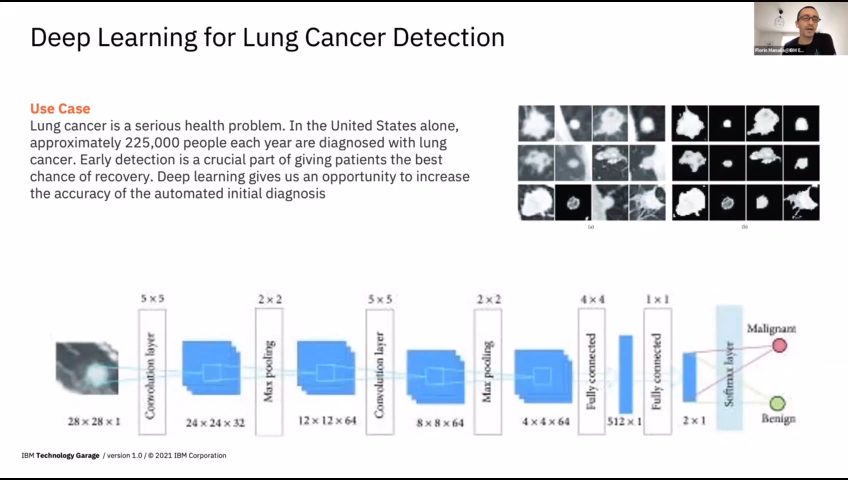 Deep Learning for Lung Cancer Detection
Use Case
Lung cancer is a serious health problem. In the United States alone,
approximately 225,000 people each year are diagnosed with lung
cancer. Early detection is a crucial part of giving patients the best
chance of recovery. Deep learning gives us an opportunity to increase
the accuracy of the automated initial diagnosis
(a)
(b)
5 × 5
2 × 2
5 × 5
2 × 2
4 × 4
1 × 1
Convolution layer
Max pooling
Convolution layer
Max pooling
Fully connected
Fully connected
Softmax layer
Malignant
Benign
28 × 28 × 1
24 × 24 × 32
12 × 12 × 64
8 × 8 × 64
4 × 4 × 64
512 × 1
2 × 1
IBM Technology Garage / version 1.0 / © 2021 IBM Corporation